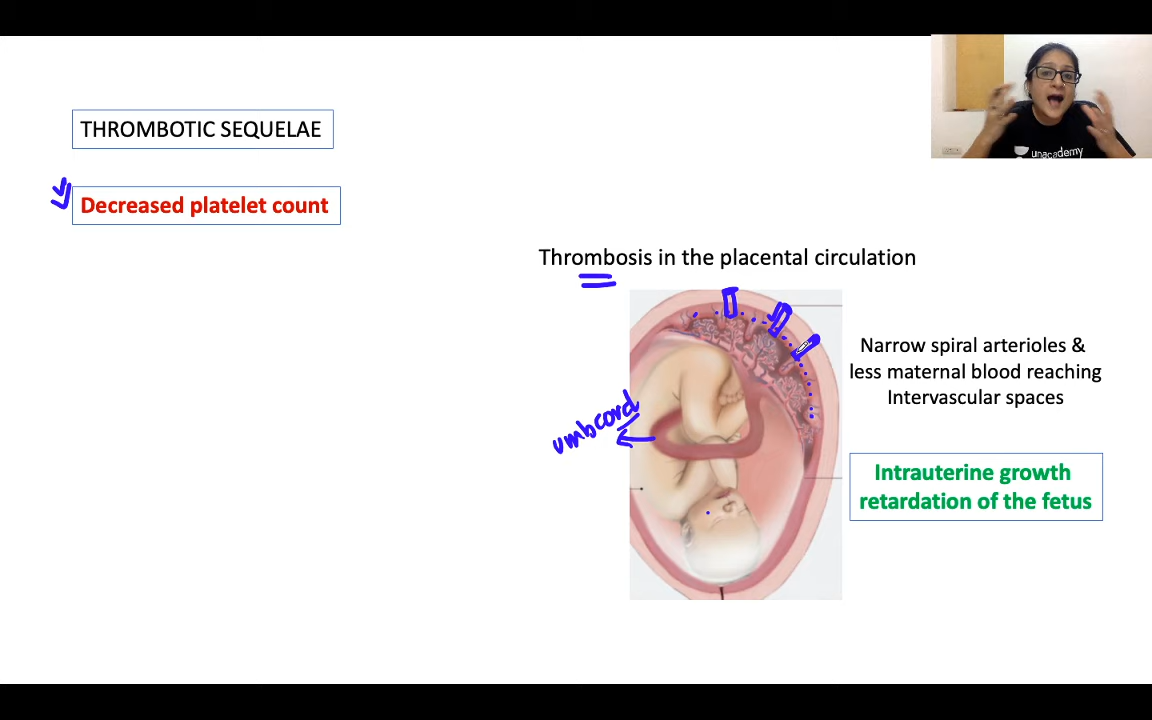 THROMBOTIC SEQUELAE
unacademy
Decreased platelet count
Thrombosis in the placental circulation
Narrow spiral arterioles &
less maternal blood reaching
Intervascular spaces
umbcord
Intrauterine growth
retardation of the fetus